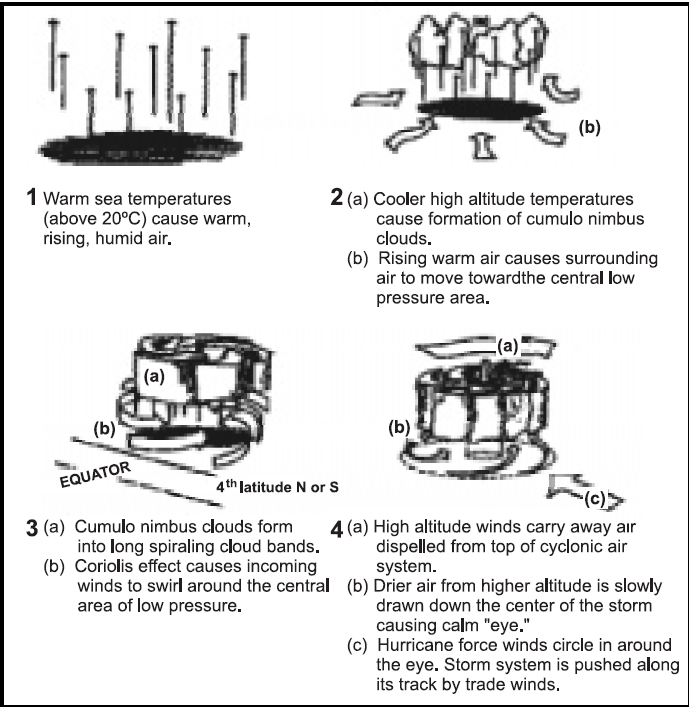 (b)
1 Warm sea temperatures
(above 20ºC) cause warm,
rising, humid air.
2 (a) Cooler high altitude temperatures
cause formation of cumulo nimbus
clouds.
(b) Rising warm air causes surrounding
air to move towardthe central low
pressure area.
(a)
(b)
EQUATOR
4th latitude N or S
(a)
(b)
(c)
3 (a) Cumulo nimbus clouds form
into long spiraling cloud bands.
(b) Coriolis effect causes incoming
winds to swirl around the central
area of low pressure.
4 (a) High altitude winds carry away air
dispelled from top of cyclonic air
system.
(b) Drier air from higher altitude is slowly
drawn down the center of the storm
causing calm "eye."
(c) Hurricane force winds circle in around
the eye. Storm system is pushed along
its track by trade winds.